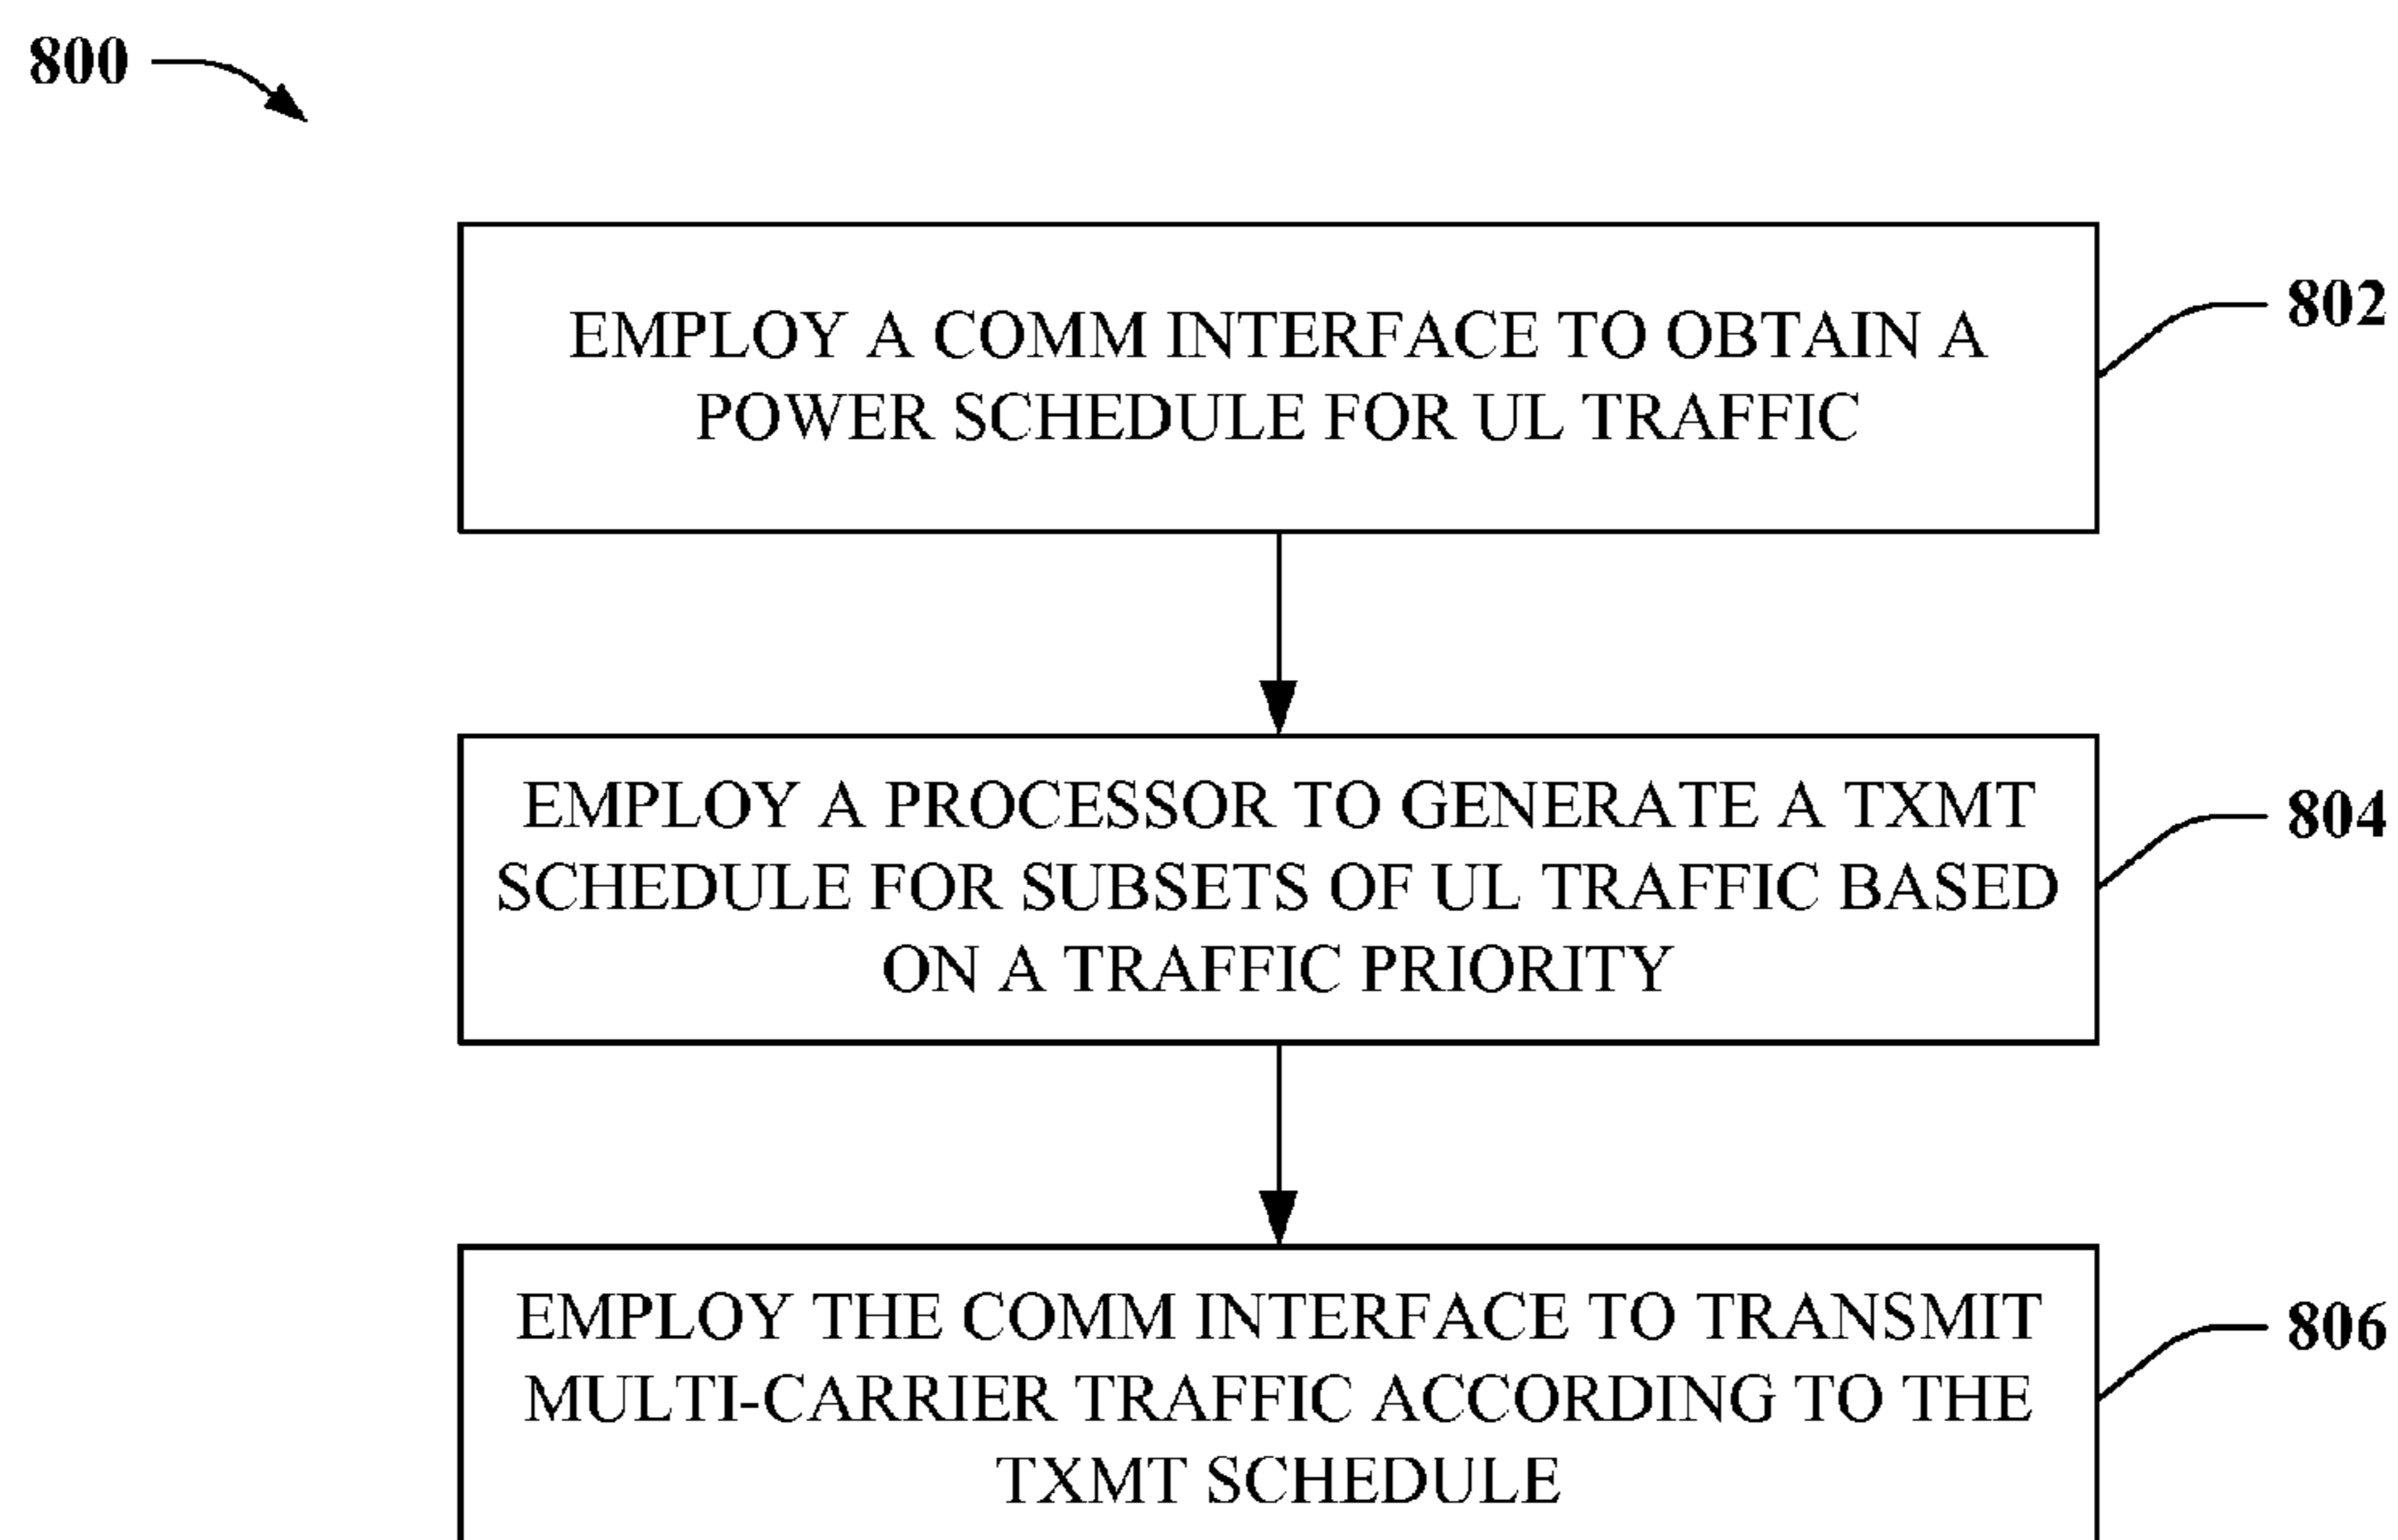 800
EMPLOY A COMM INTERFACE TO OBTAIN A
POWER SCHEDULE FOR UL TRAFFIC
802
EMPLOY A PROCESSOR TO GENERATE A TXMT
SCHEDULE FOR SUBSETS OF UL TRAFFIC BASED
ON A TRAFFIC PRIORITY
804
EMPLOY THE COMM INTERFACE TO TRANSMIT
MULTI-CARRIER TRAFFIC ACCORDING TO THE
TXMT SCHEDULE
806